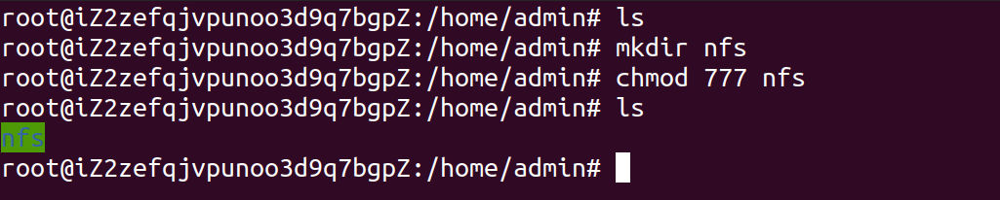 root@iZ2zefqjvpunoo3d9q7bgpZ:/home/admin# ls
root@iZ2zefqjvpunoo3d9q7bgpZ:/home/admin# mkdir nfs
root@iZ2zefqjvpunoo3d9q7bgpZ:/home/admin# chmod 777 nfs
root@iZ2zefqjvpunoo3d9q7bgpZ:/home/admin# ls
nfs
root@iZ2zefqjvpunoo3d9q7bgpZ:/home/admin#